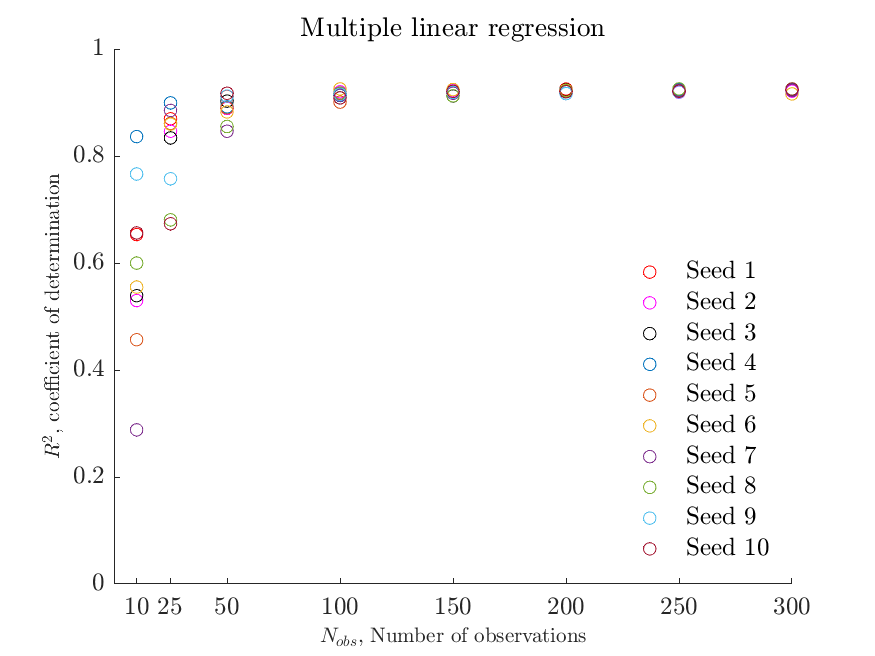 Multiple linear regression
1
0.8
0.6
0.4
0.2
0
R², coefficient of determination
Seed 1
Seed 2
Seed 3
Seed 4
Seed 5
Seed 6
Seed 7
Seed 8
Seed 9
Seed 10
10 25 50 100 150 200 250 300
N_obs, Number of observations